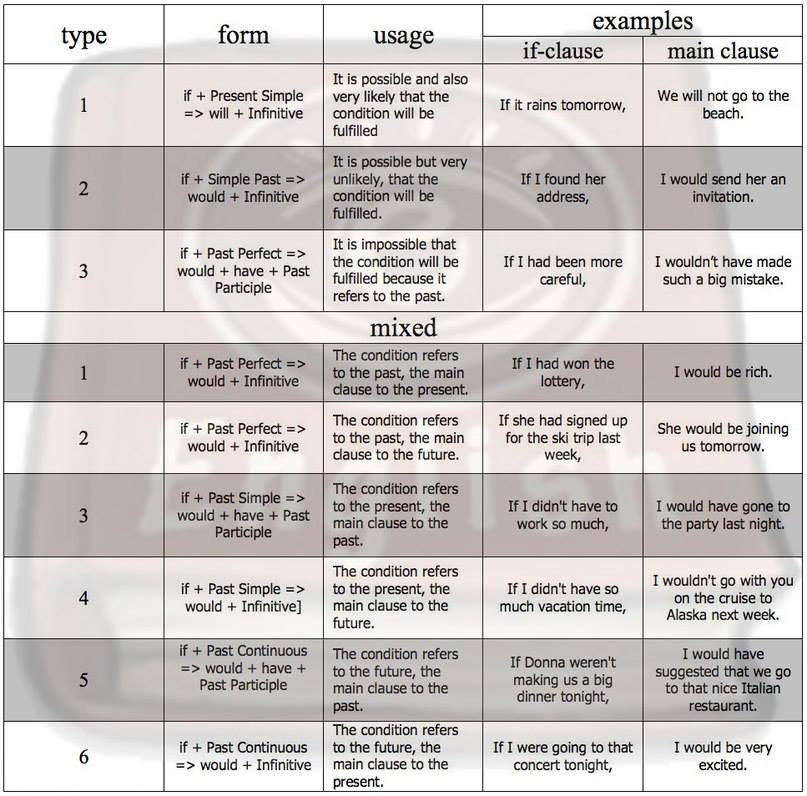 type form usage examples
if-clause main clause
1
if + Present Simple
=> will + Infinitive
It is possible and also
very likely that the
condition will be
fulfilled
If it rains tomorrow,
We will not go to the
beach.
2
if + Simple Past =>
would + Infinitive
It is possible but very
unlikely, that the
condition will be
fulfilled.
If I found her
address,
I would send her an
invitation.
3
if + Past Perfect =>
would + have + Past
Participle
It is impossible that
the condition will be
fulfilled because it
refers to the past.
If I had been more
careful,
I wouldn’t have made
such a big mistake.
mixed
1
if + Past Perfect =>
would + Infinitive
The condition refers
to the past, the main
clause to the present.
If I had won the
lottery,
I would be rich.
2
if + Past Perfect =>
would + Infinitive
The condition refers
to the past, the main
clause to the future.
If she had signed up
for the ski trip last
week,
She would be joining
us tomorrow.
3
if + Past Simple =>
would + have + Past
Participle
The condition refers
to the present, the
main clause to the
past.
If I didn't have to
work so much,
I would have gone to
the party last night.
4
if + Past Simple =>
would + Infinitive]
The condition refers
to the present, the
main clause to the
future.
If I didn't have so
much vacation time,
I wouldn't go with you
on the cruise to
Alaska next week.
5
if + Past Continuous
=> would + have +
Past Participle
The condition refers
to the future, the
main clause to the
past.
If Donna weren't
making us a big
dinner tonight,
I would have
suggested that we go
to that nice Italian
restaurant.
6
if + Past Continuous
=> would + Infinitive
The condition refers
to the future, the
main clause to the
present.
If I were going to that
concert tonight,
I would be very
excited.
English